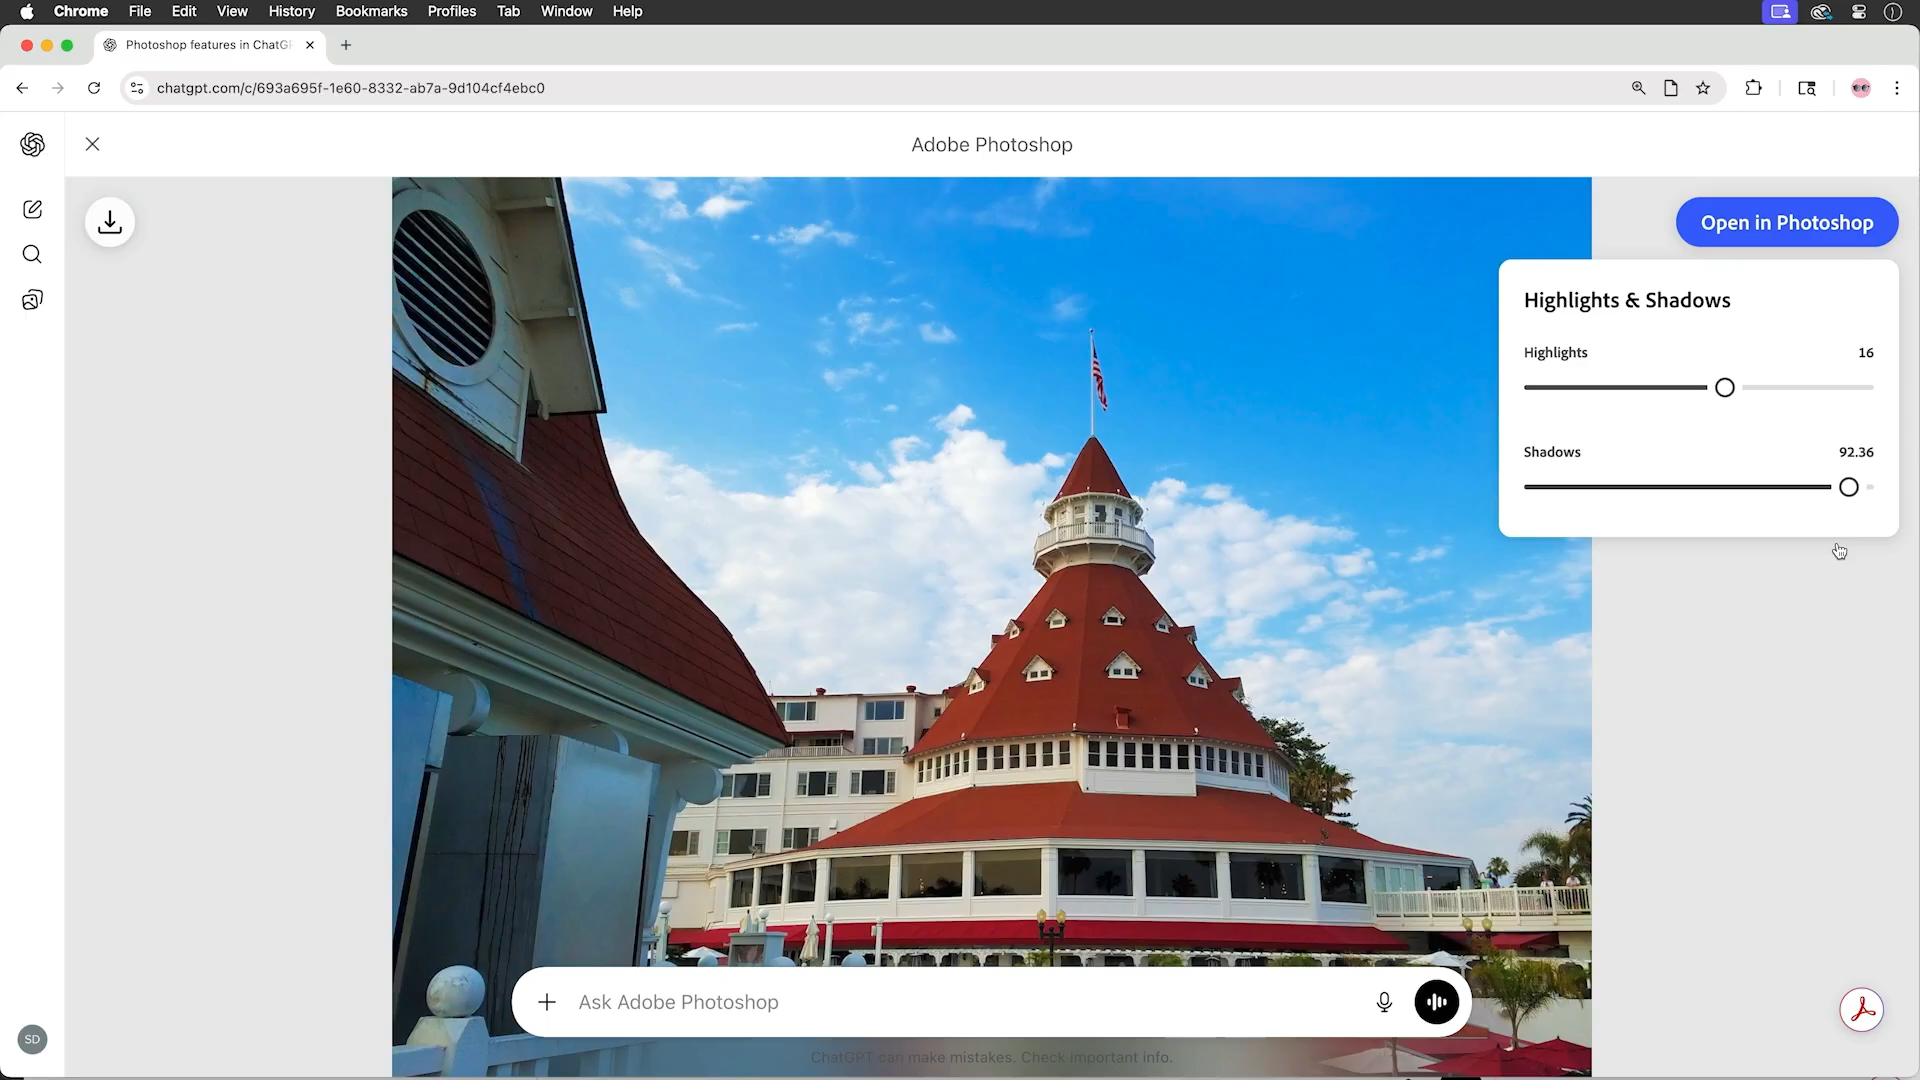 Chrome File Edit View History Bookmarks Profiles Tab Window Help
Photoshop features in ChatG
chatgpt.com/c/693a695f-1e60-8332-ab7a-9d104cf4ebc0
Adobe Photoshop
Open in Photoshop
Highlights & Shadows
Highlights 16
Shadows 92.36
Ask Adobe Photoshop
ChatGPT can make mistakes. Check important info.
SD